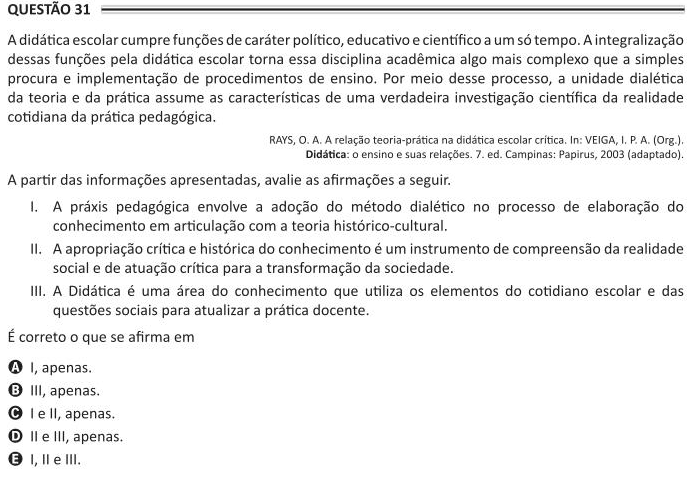 QUESTÃO 31
A didática escolar cumpre funções de caráter político, educativo e científico a um só tempo. A integralização
dessas funções pela didática escolar torna essa disciplina acadêmica algo mais complexo que a simples
procura e implementação de procedimentos de ensino. Por meio desse processo, a unidade dialética
da teoria e da prática assume as características de uma verdadeira investigação científica da realidade
cotidiana da prática pedagógica.
RAYS, O. A. A relação teoria-prática na didática escolar crítica. In: VEIGA, I. P. A. (Org.).
Didática: o ensino e suas relações. 7. ed. Campinas: Papirus, 2003 (adaptado).
A partir das informações apresentadas, avalie as afirmações a seguir.
I. A práxis pedagógica envolve a adoção do método dialético no processo de elaboração do
conhecimento em articulação com a teoria histórico-cultural.
II. A apropriação crítica e histórica do conhecimento é um instrumento de compreensão da realidade
social e de atuação crítica para a transformação da sociedade.
III. A Didática é uma área do conhecimento que utiliza os elementos do cotidiano escolar e das
questões sociais para atualizar a prática docente.
É correto o que se afirma em
A I, apenas.
B III, apenas.
C I e II, apenas.
D II e III, apenas.
E I, II e III.